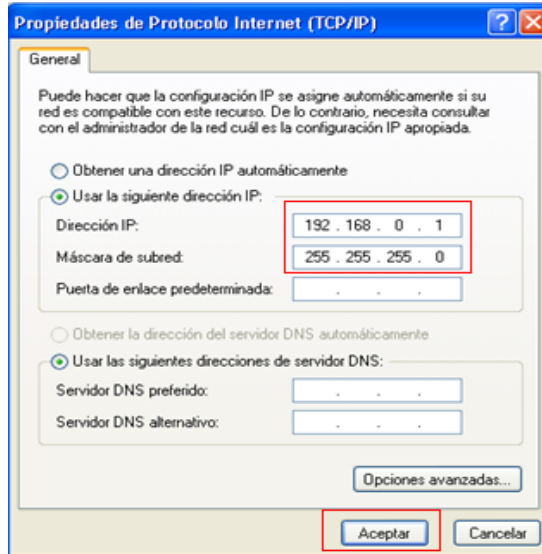 Propiedades de Protocolo Internet (TCP/IP)
General
Puede hacer que la configuración IP se asigne automáticamente si su
red es compatible con este recurso. De lo contrario, necesita consultar
con el administrador de la red cuál es la configuración IP apropiada.
Obtener una dirección IP automáticamente
Usar la siguiente dirección IP:
Dirección IP: 192 . 168 . 0 . 1
Máscara de subred: 255 . 255 . 255 . 0
Puerta de enlace predeterminada: . . .
Obtener la dirección del servidor DNS automáticamente
Usar las siguientes direcciones de servidor DNS:
Servidor DNS preferido: . . .
Servidor DNS alternativo: . . .
Opciones avanzadas...
Aceptar Cancelar